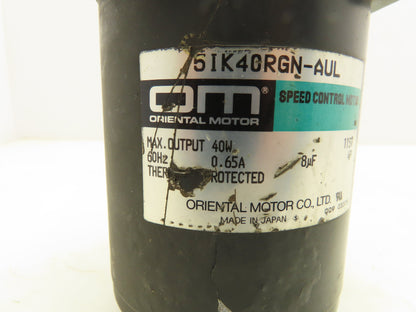 5IK40RGN-AUL
OM
SPEED CONTROL MOTOR
ORIENTAL MOTOR
MAX. OUTPUT 40W
60Hz 0.65A 8μF
PROTECTED
ORIENTAL MOTOR CO., LTD.
MADE IN JAPAN